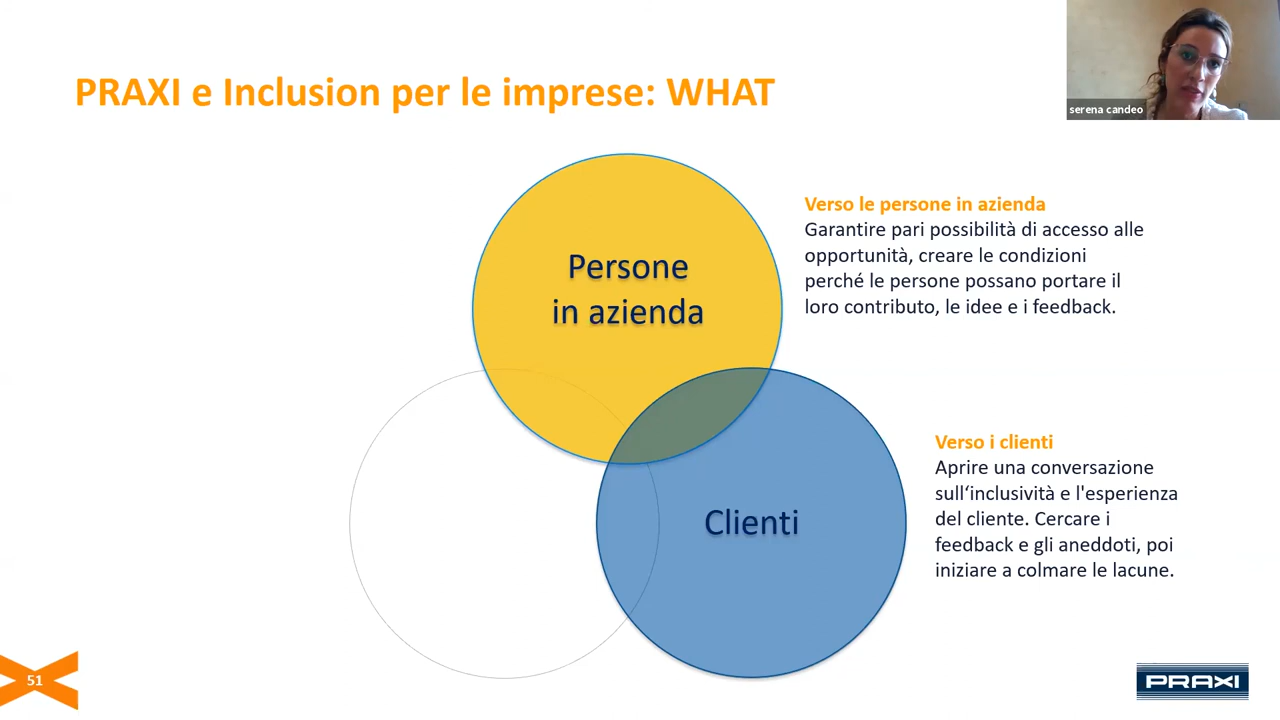 PRAXI e Inclusion per le imprese: WHAT
serena candeo
Persone
in azienda
Verso le persone in azienda
Garantire pari possibilità di accesso alle
opportunità, creare le condizioni
perché le persone possano portare il
loro contributo, le idee e i feedback.
Clienti
Verso i clienti
Aprire una conversazione
sull‘inclusività e l'esperienza
del cliente. Cercare i
feedback e gli aneddoti, poi
iniziare a colmare le lacune.
51
PRAXI